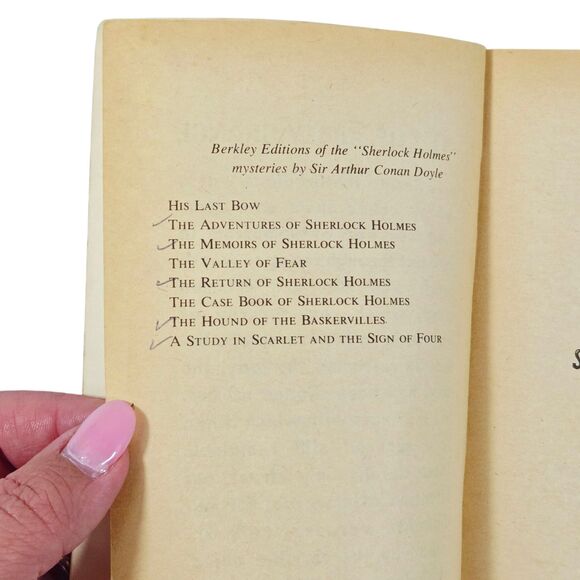 Berkley Editions of the "Sherlock Holmes"
mysteries by Sir Arthur Conan Doyle
HIS LAST BOW
THE ADVENTURES OF SHERLOCK HOLMES
THE MEMOIRS OF SHERLOCK HOLMES
THE VALLEY OF FEAR
THE RETURN OF SHERLOCK HOLMES
THE CASE BOOK OF SHERLOCK HOLMES
THE HOUND OF THE BASKERVILLES
A STUDY IN SCARLET AND THE SIGN OF FOUR
S